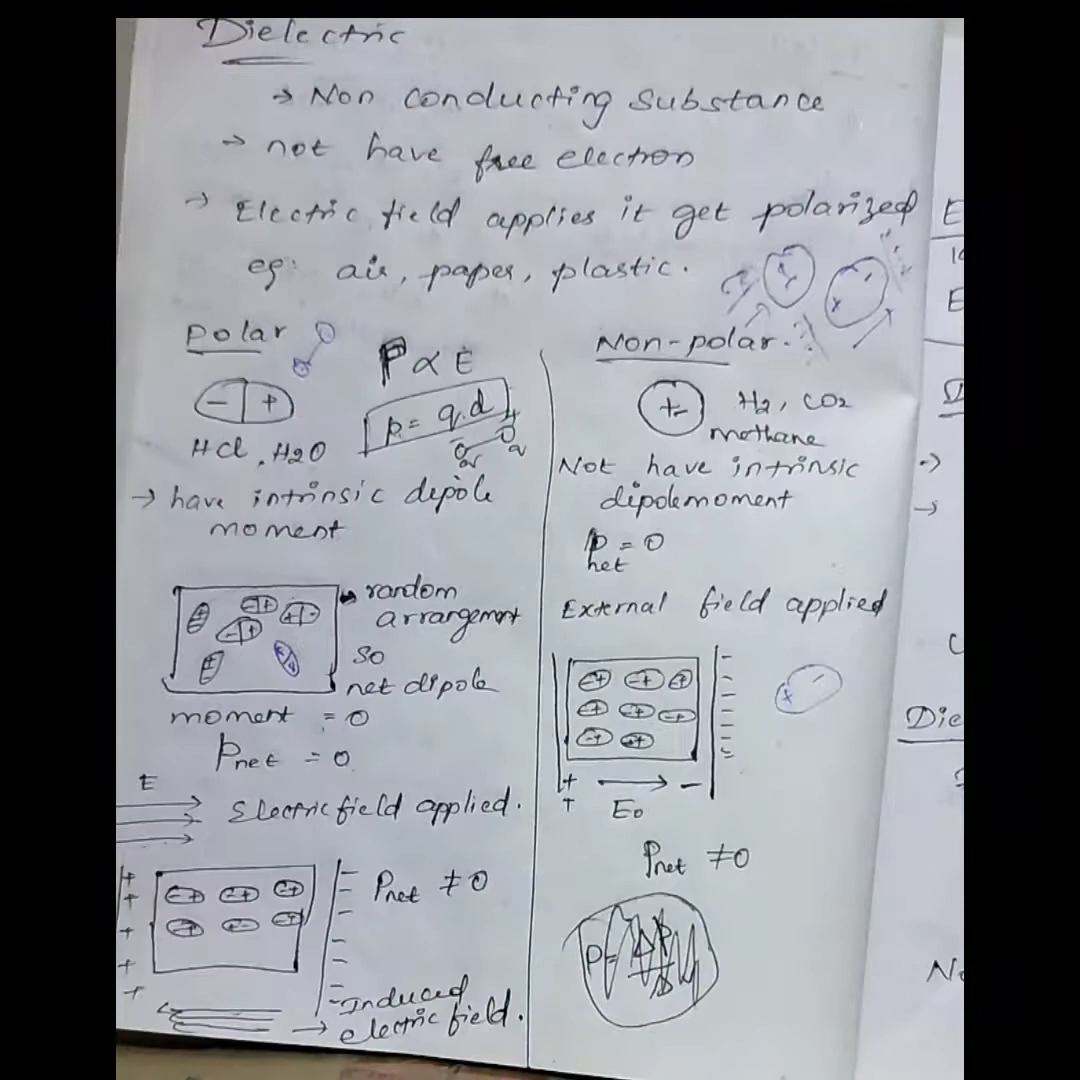 Dielectric
→ Non conducting substance
→ not have free electron
→ Electric field applies it get polarized
eg: air, paper, plastic.
Polar
P ∝ E
- +
p = q.d
HCl, H2O
→ have intrinsic dipole
moment
random
arrangement
so
net dipole
moment = 0
Pnet = 0
E
Electric field applied.
Pnet ≠ 0
Induced
→ electric field.
Non-polar.
+-
H2, CO2
methane
Not have intrinsic
dipolemoment
P = 0
net
External field applied
+ → -
+ E0
Pnet ≠ 0
P =
Die